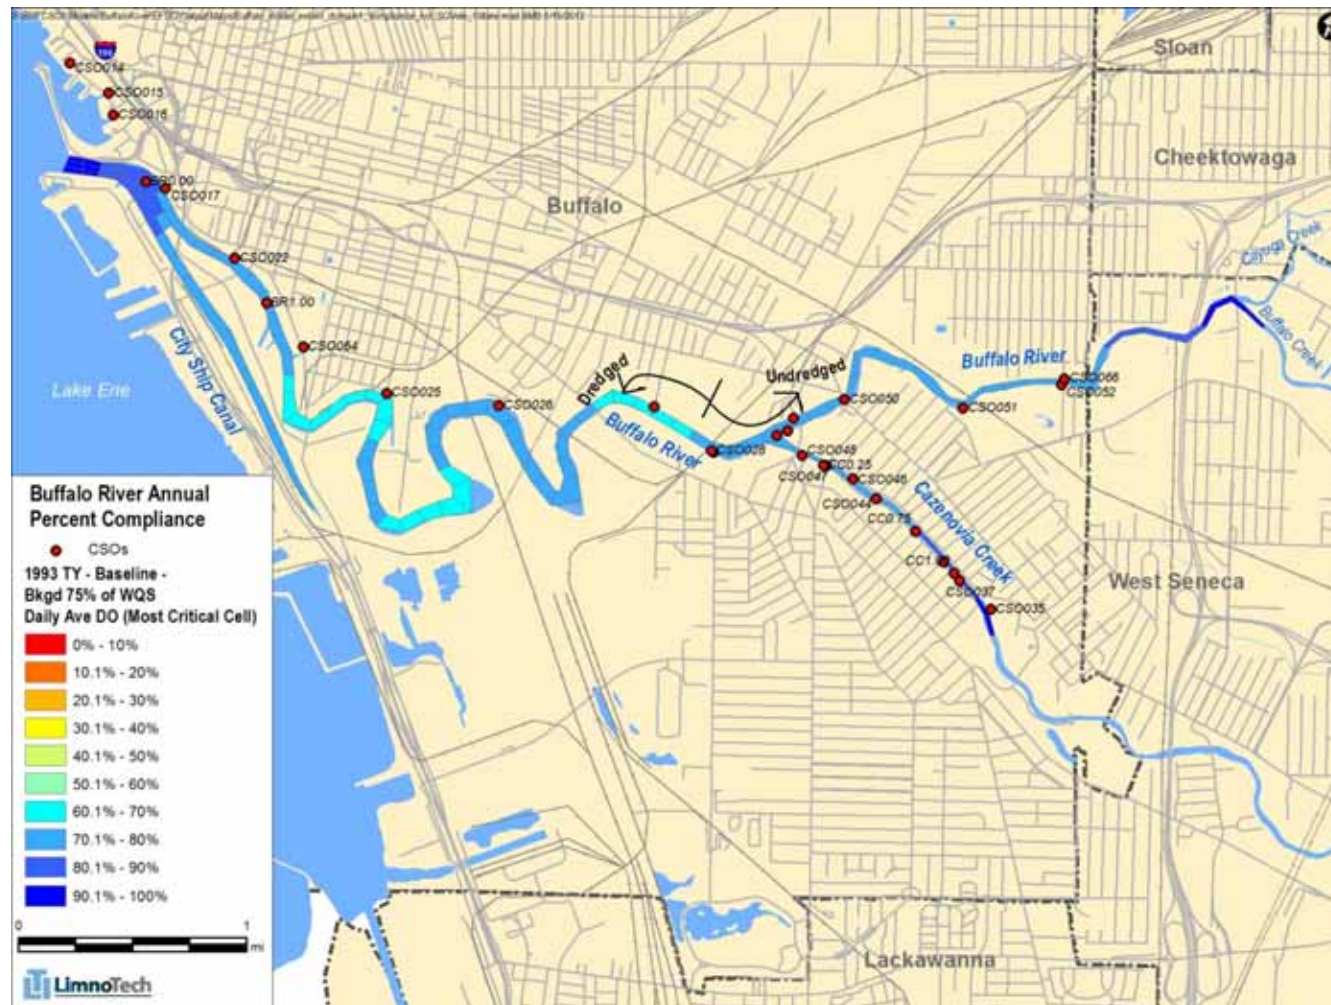 190
CSO014
CSO015
CSO016
Sloan
Cheektowaga
Buffalo
BR0.00
CSO017
CSO022
BR1.00
CSO064
City Ship Canal
Lake Erie
CSO025
CSO026
Dredged
Undredged
Buffalo River
CSO028
Buffalo River
CSO050
CSO051
CSO066
CSO052
Cayuga Creek
Buffalo Creek
CSO048
CSO047
CC0.25
CSO046
CSO044
CC0.75
Cazenovia Creek
CSO037
CSO035
West Seneca
Lackawanna
Buffalo River Annual
Percent Compliance
CSOs
1993 TY - Baseline -
Bkgd 75% of WQS
Daily Ave DO (Most Critical Cell)
0% - 10%
10.1% - 20%
20.1% - 30%
30.1% - 40%
40.1% - 50%
50.1% - 60%
60.1% - 70%
70.1% - 80%
80.1% - 90%
90.1% - 100%
0 1
mi
LimnoTech